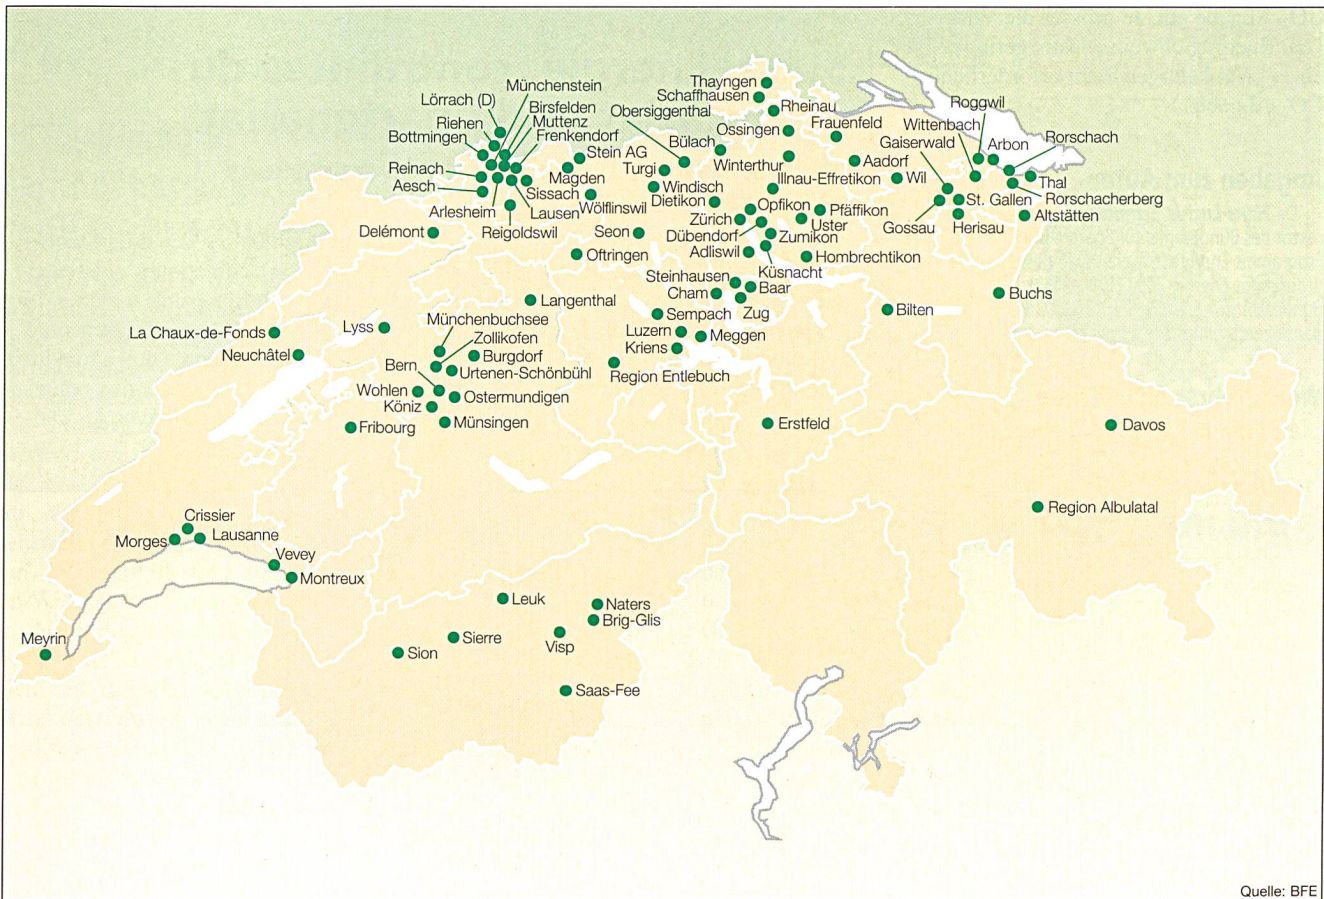 Thayngen
Schaffhausen
Münchenstein
Lörrach (D)
Birsfelden
Obersiggenthal
Rheinau
Roggwil
Riehen
Muttenz
Bottmingen
Frenkendorf
Bülach
Ossingen
Frauenfeld
Wittenbach
Gaiserwald
Arbon
Rorschach
Stein AG
Turgi
Winterthur
Aadorf
Reinach
Magden
Illnau-Effretikon
Wil
Thal
Aesch
Sissach
Windisch
Rorschacherberg
Arlesheim
Lausen
Wölflinswil
Dietikon
Opfikon
Pfäffikon
St. Gallen
Altstätten
Zürich
Uster
Gossau
Herisau
Delémont
Reigoldswil
Seon
Dübendorf
Zumikon
Oftringen
Adliswil
Küsnacht
Hombrechtikon
Steinhausen
Baar
Langenthal
Cham
Zug
Buchs
Münchenbuchsee
Sempach
Bilten
La Chaux-de-Fonds
Lyss
Zollikofen
Luzern
Meggen
Neuchâtel
Burgdorf
Kriens
Bern
Urtenen-Schönbühl
Region Entlebuch
Wohlen
Ostermundigen
Köniz
Fribourg
Münsingen
Erstfeld
Davos
Region Albulatal
Crissier
Morges
Lausanne
Vevey
Montreux
Leuk
Naters
Brig-Glis
Meyrin
Sierre
Visp
Sion
Saas-Fee
Quelle: BFE